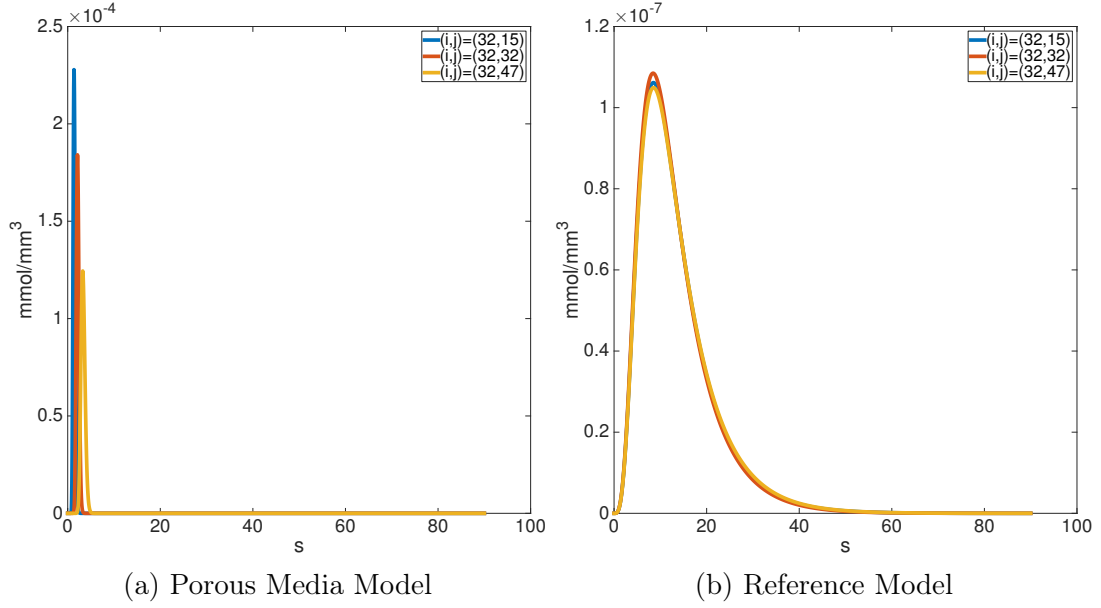 ×10⁻⁴
2.5
2
1.5
1
0.5
0
mmol/mm³
(i,j)=(32,15)
(i,j)=(32,32)
(i,j)=(32,47)
0 20 40 60 80 100
s
(a) Porous Media Model
×10⁻⁷
1.2
1
0.8
0.6
0.4
0.2
0
mmol/mm³
(i,j)=(32,15)
(i,j)=(32,32)
(i,j)=(32,47)
0 20 40 60 80 100
s
(b) Reference Model